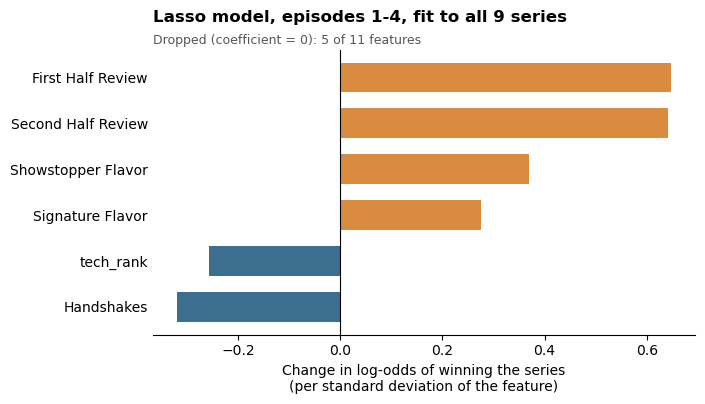 Lasso model, episodes 1-4, fit to all 9 series
Dropped (coefficient = 0): 5 of 11 features
First Half Review
Second Half Review
Showstopper Flavor
Signature Flavor
tech_rank
Handshakes
−0.2 0.0 0.2 0.4 0.6
Change in log-odds of winning the series
(per standard deviation of the feature)